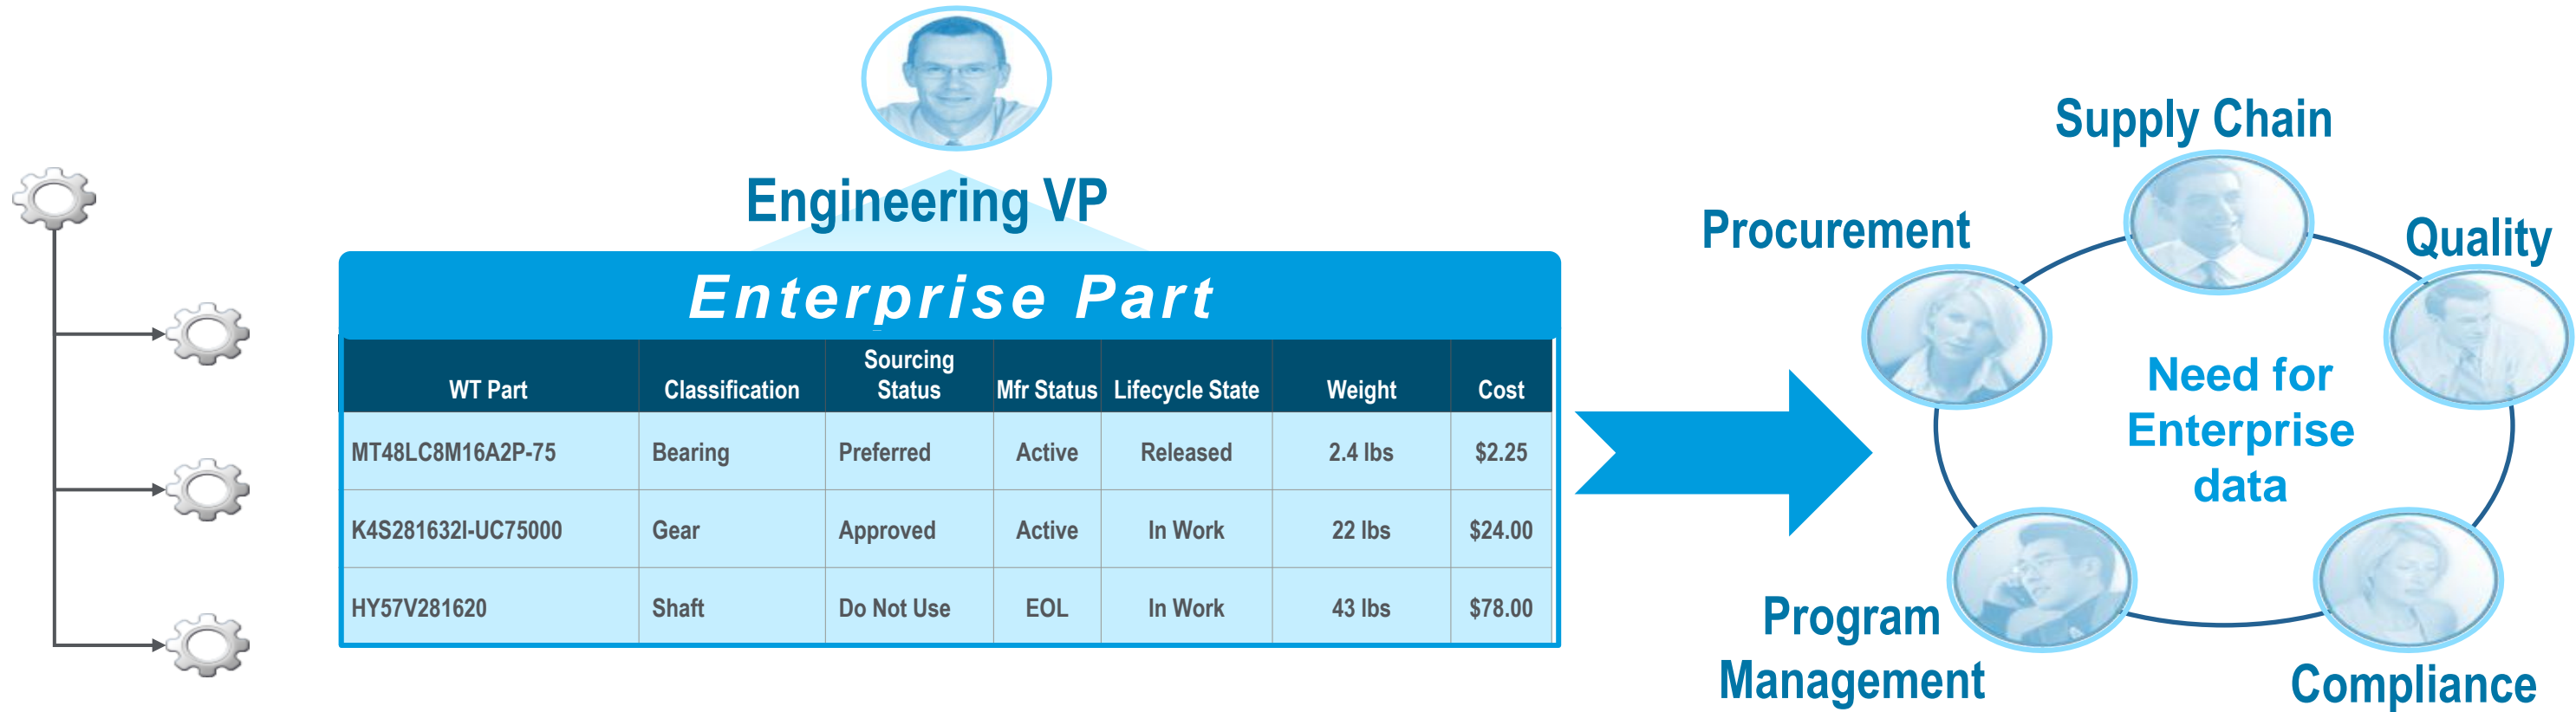 Engineering VP
Enterprise Part
WT Part Classification Sourcing Status Mfr Status Lifecycle State Weight Cost
MT48LC8M16A2P-75 Bearing Preferred Active Released 2.4 lbs $2.25
K4S281632I-UC75000 Gear Approved Active In Work 22 lbs $24.00
HY57V281620 Shaft Do Not Use EOL In Work 43 lbs $78.00
Supply Chain
Procurement
Quality
Need for
Enterprise
data
Program
Management
Compliance